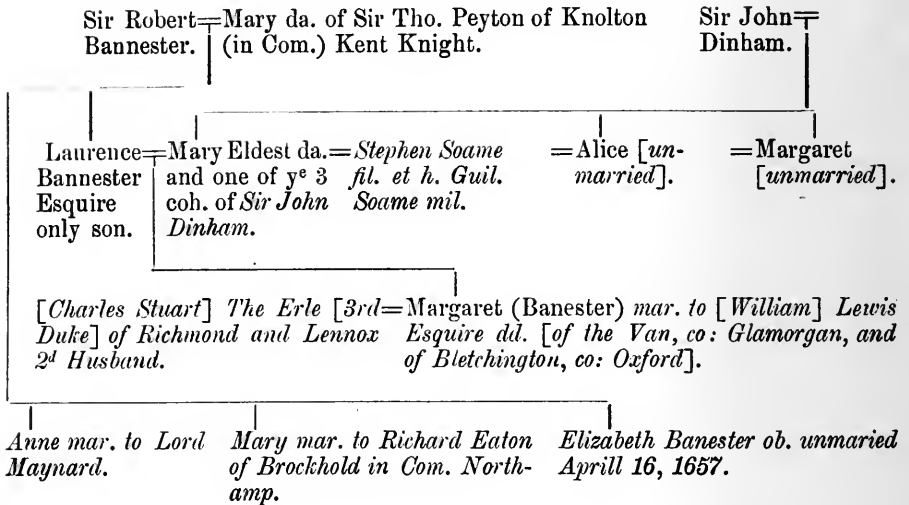 Sir Robert=Mary da. of Sir Tho. Peyton of Knolton
Bannester. (in Com.) Kent Knight.
Sir John=
Dinham.
Laurence=Mary Eldest da.=Stephen Soame
Bannester and one of yᵉ 3 fil. et h. Guil.
Esquire coh. of Sir John Soame mil.
only son. Dinham.
=Alice [un-
married].
=Margaret
[unmarried].
[Charles Stuart] The Erle [3rd=Margaret (Banester) mar. to [William] Lewis
Duke] of Richmond and Lennox Esquire dd. [of the Van, co: Glamorgan, and
2ᵈ Husband. of Bletchington, co: Oxford].
Anne mar. to Lord
Maynard.
Mary mar. to Richard Eaton
of Brockhold in Com. North-
amp.
Elizabeth Banester ob. unmaried
Aprill 16, 1657.